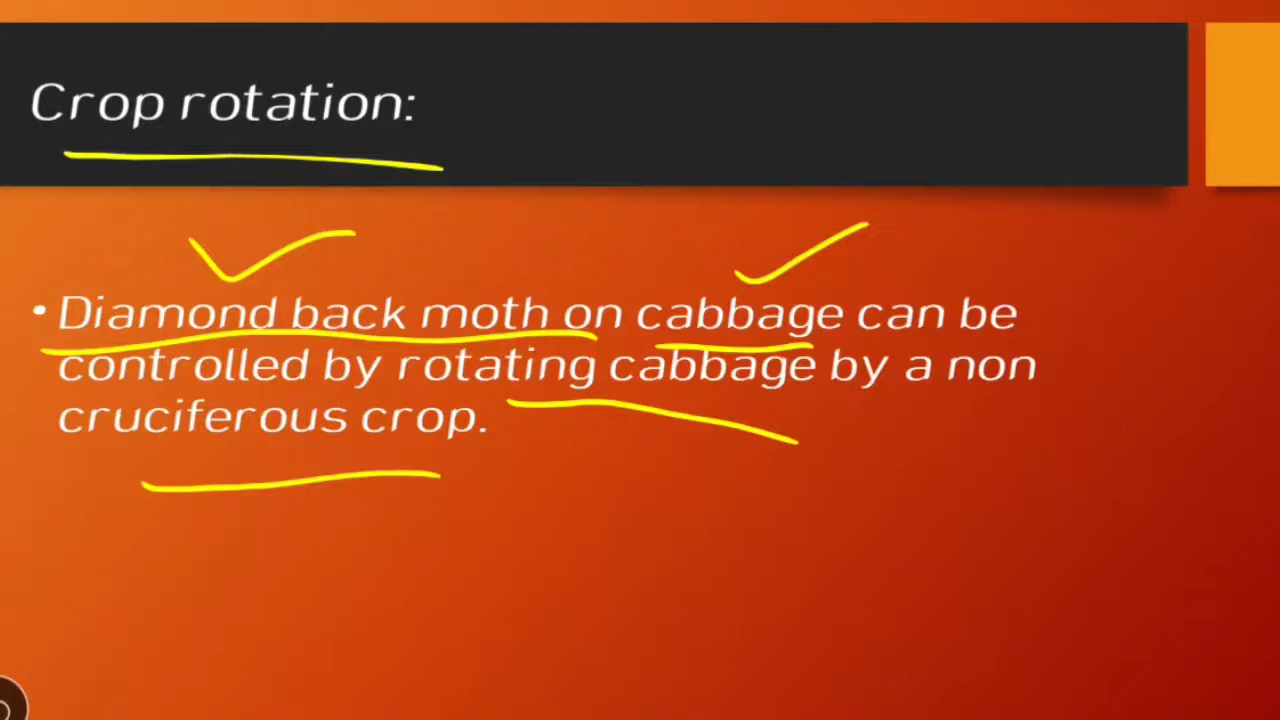 Crop rotation:
• Diamond back moth on cabbage can be
controlled by rotating cabbage by a non
cruciferous crop.